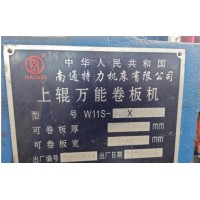 中华人民共和国
南通特力机床有限公司
上辊万能卷板机
型号 W11S- X
可卷板厚 mm
可卷板宽 mm
出厂编号 出厂日期